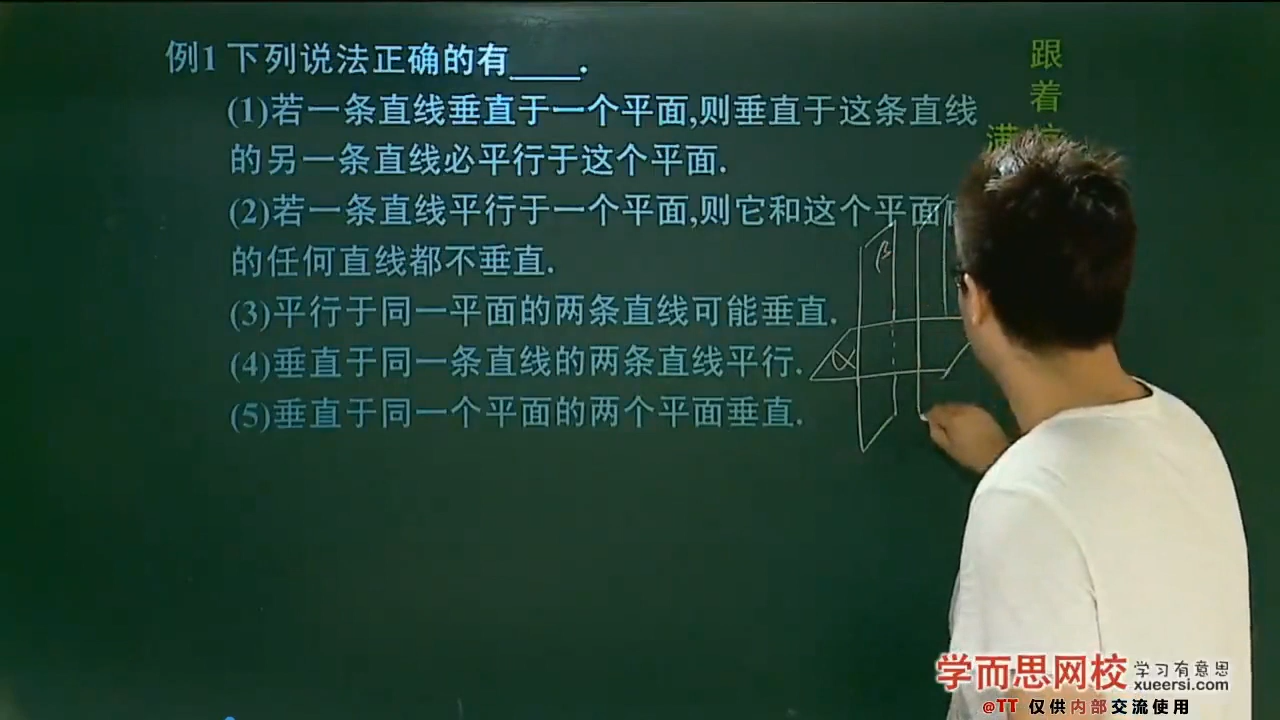 例1 下列说法正确的有____.
(1)若一条直线垂直于一个平面,则垂直于这条直线
的另一条直线必平行于这个平面.
(2)若一条直线平行于一个平面,则它和这个平面
的任何直线都不垂直.
(3)平行于同一平面的两条直线可能垂直.
(4)垂直于同一条直线的两条直线平行.
(5)垂直于同一个平面的两个平面垂直.
跟
着
满
β
α
学而思网校 学习有意思
xueersi.com
@TT 仅供内部交流使用